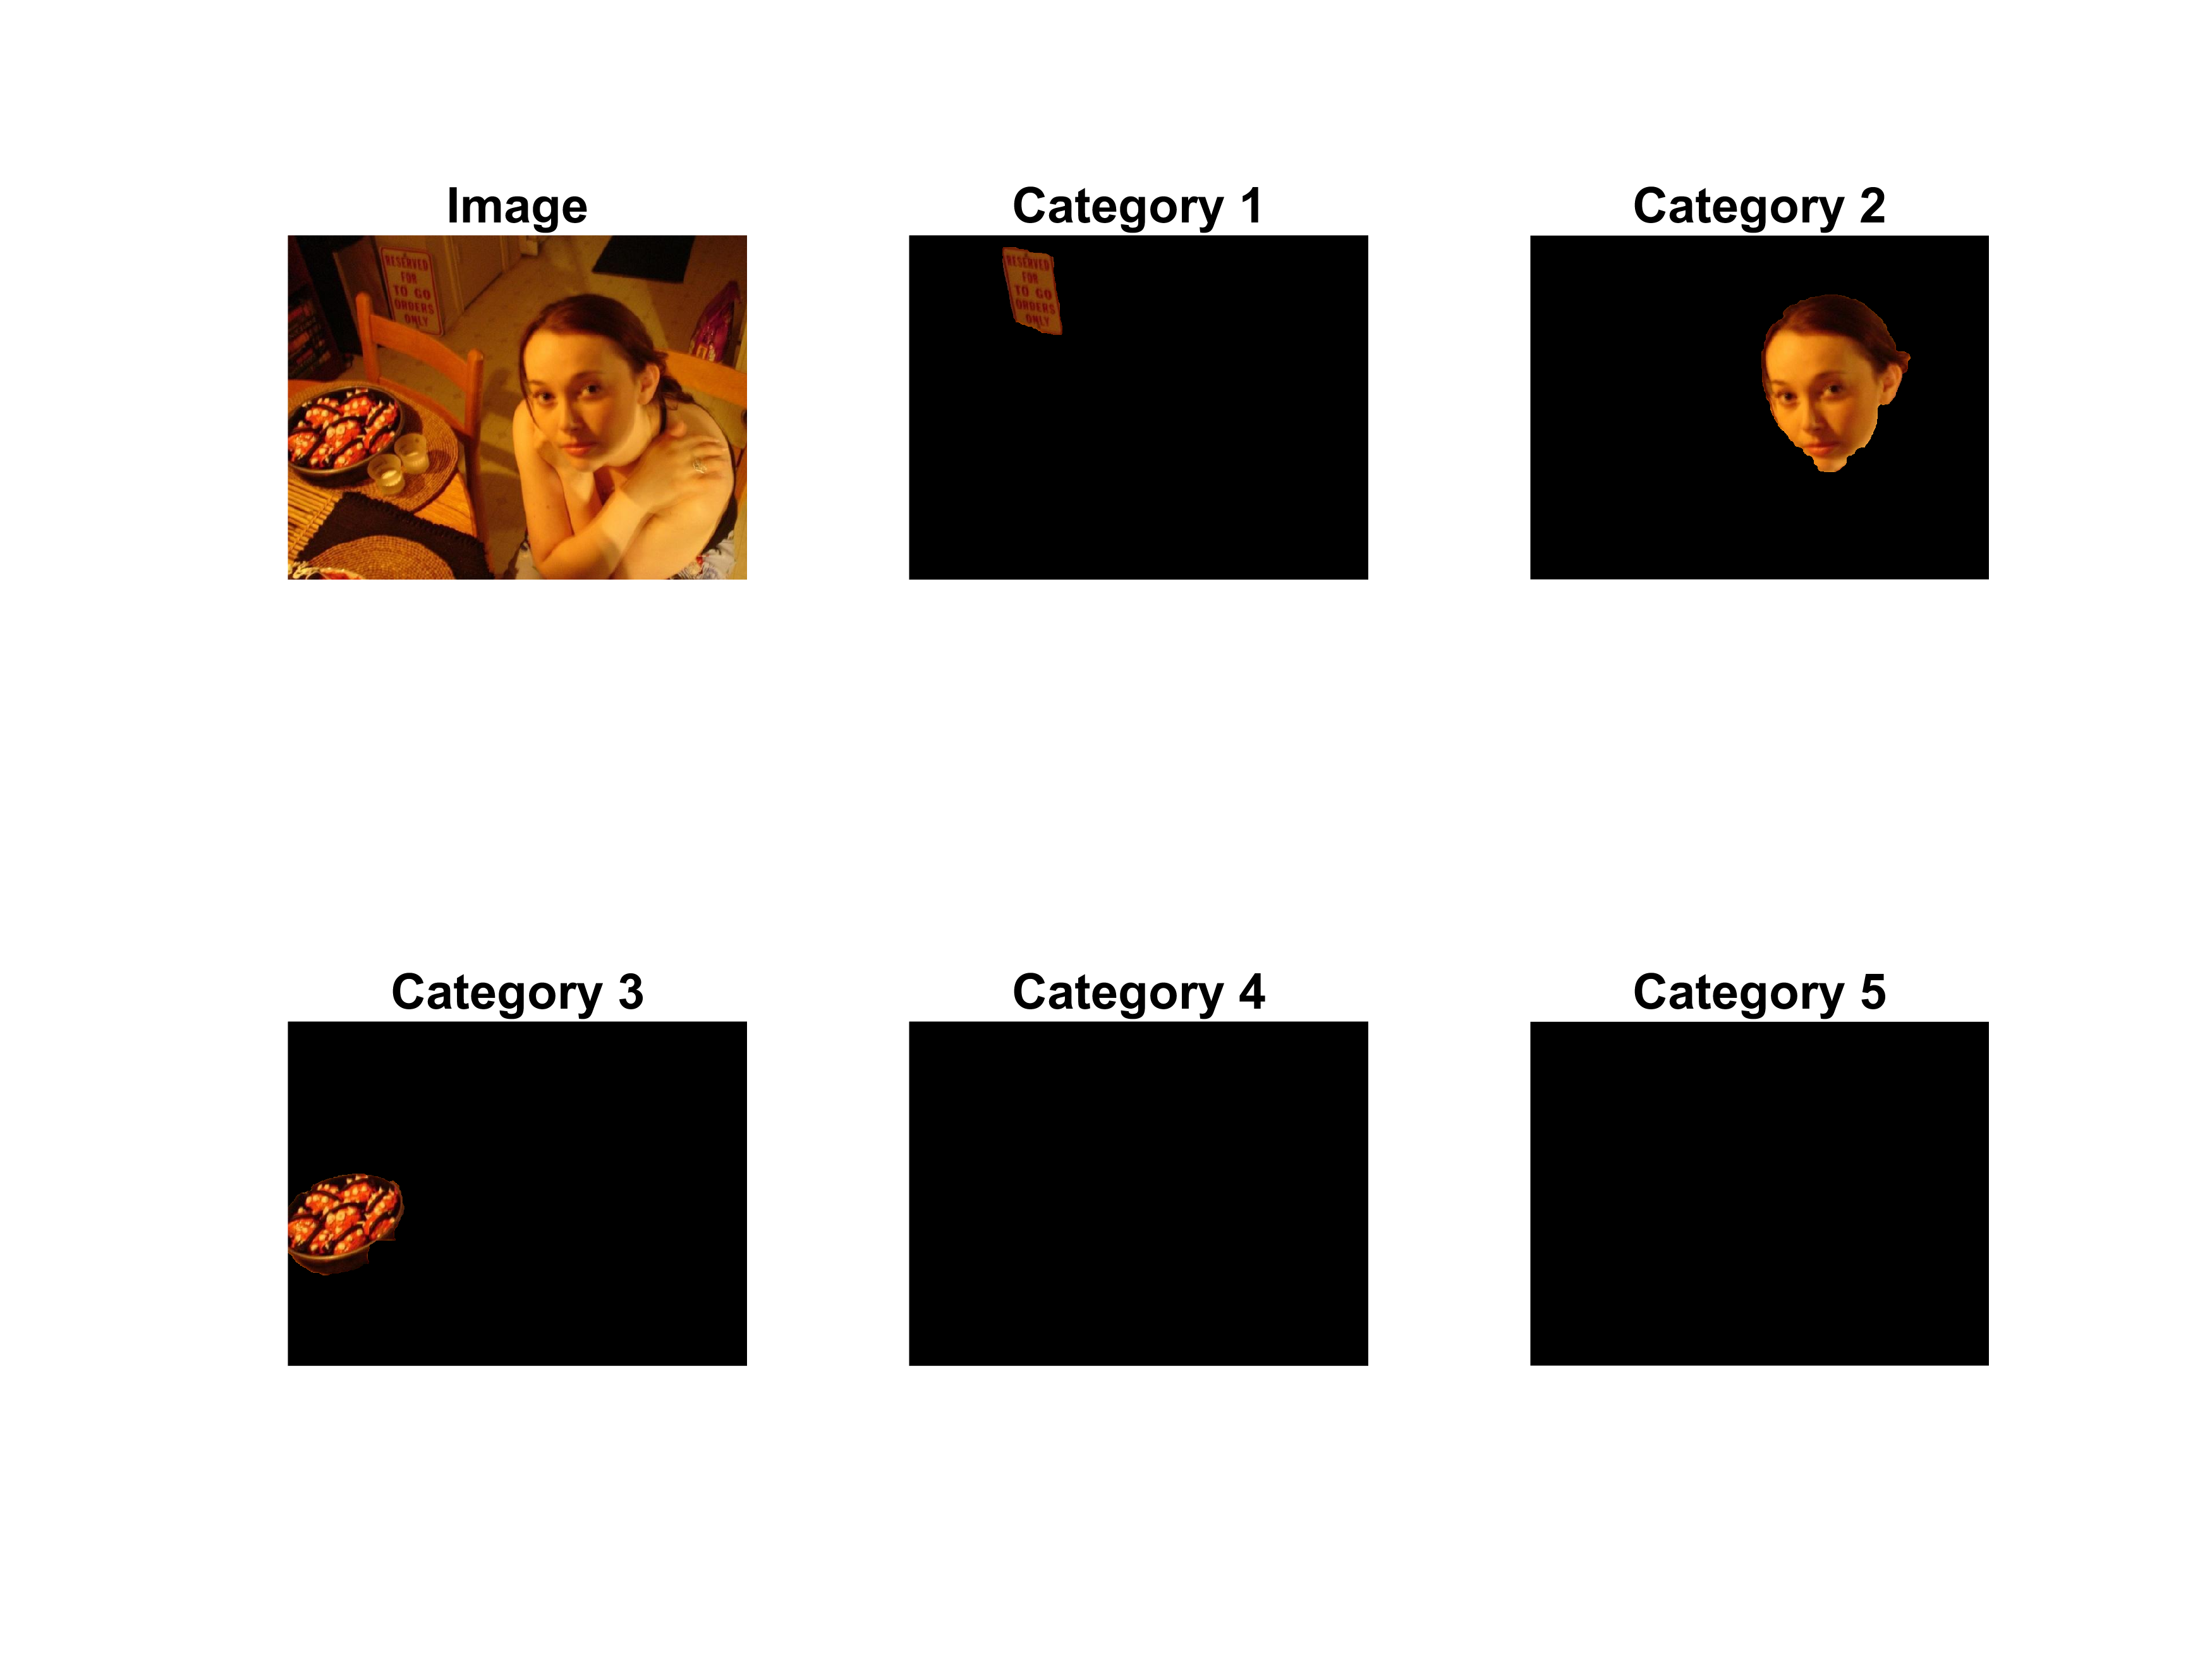 Image
Category 1
Category 2
RESERVED
FOR
TO GO
ORDERS
ONLY
RESERVED
FOR
TO GO
ORDERS
ONLY
Category 3
Category 4
Category 5